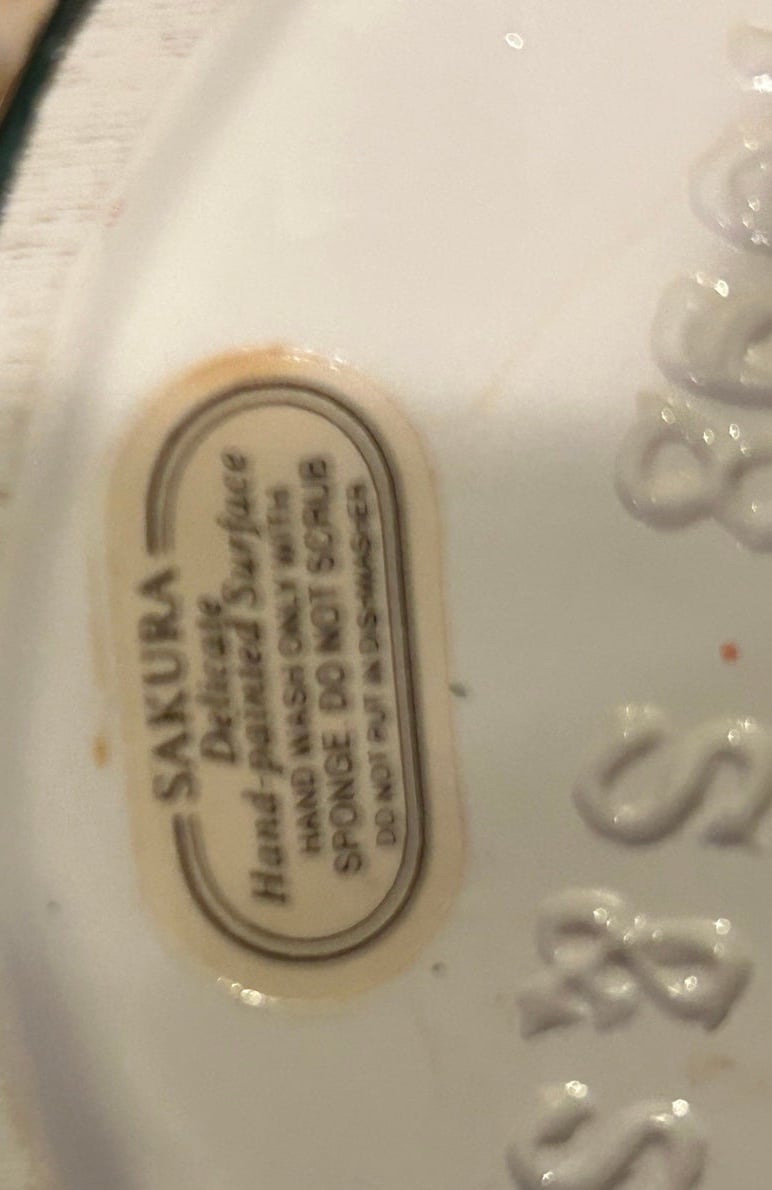 SAKURA
Delicate
Hand-painted Surface
HAND WASH ONLY WITH
SPONGE DO NOT SCRUB
DO NOT PUT IN DISHWASHER
S & S